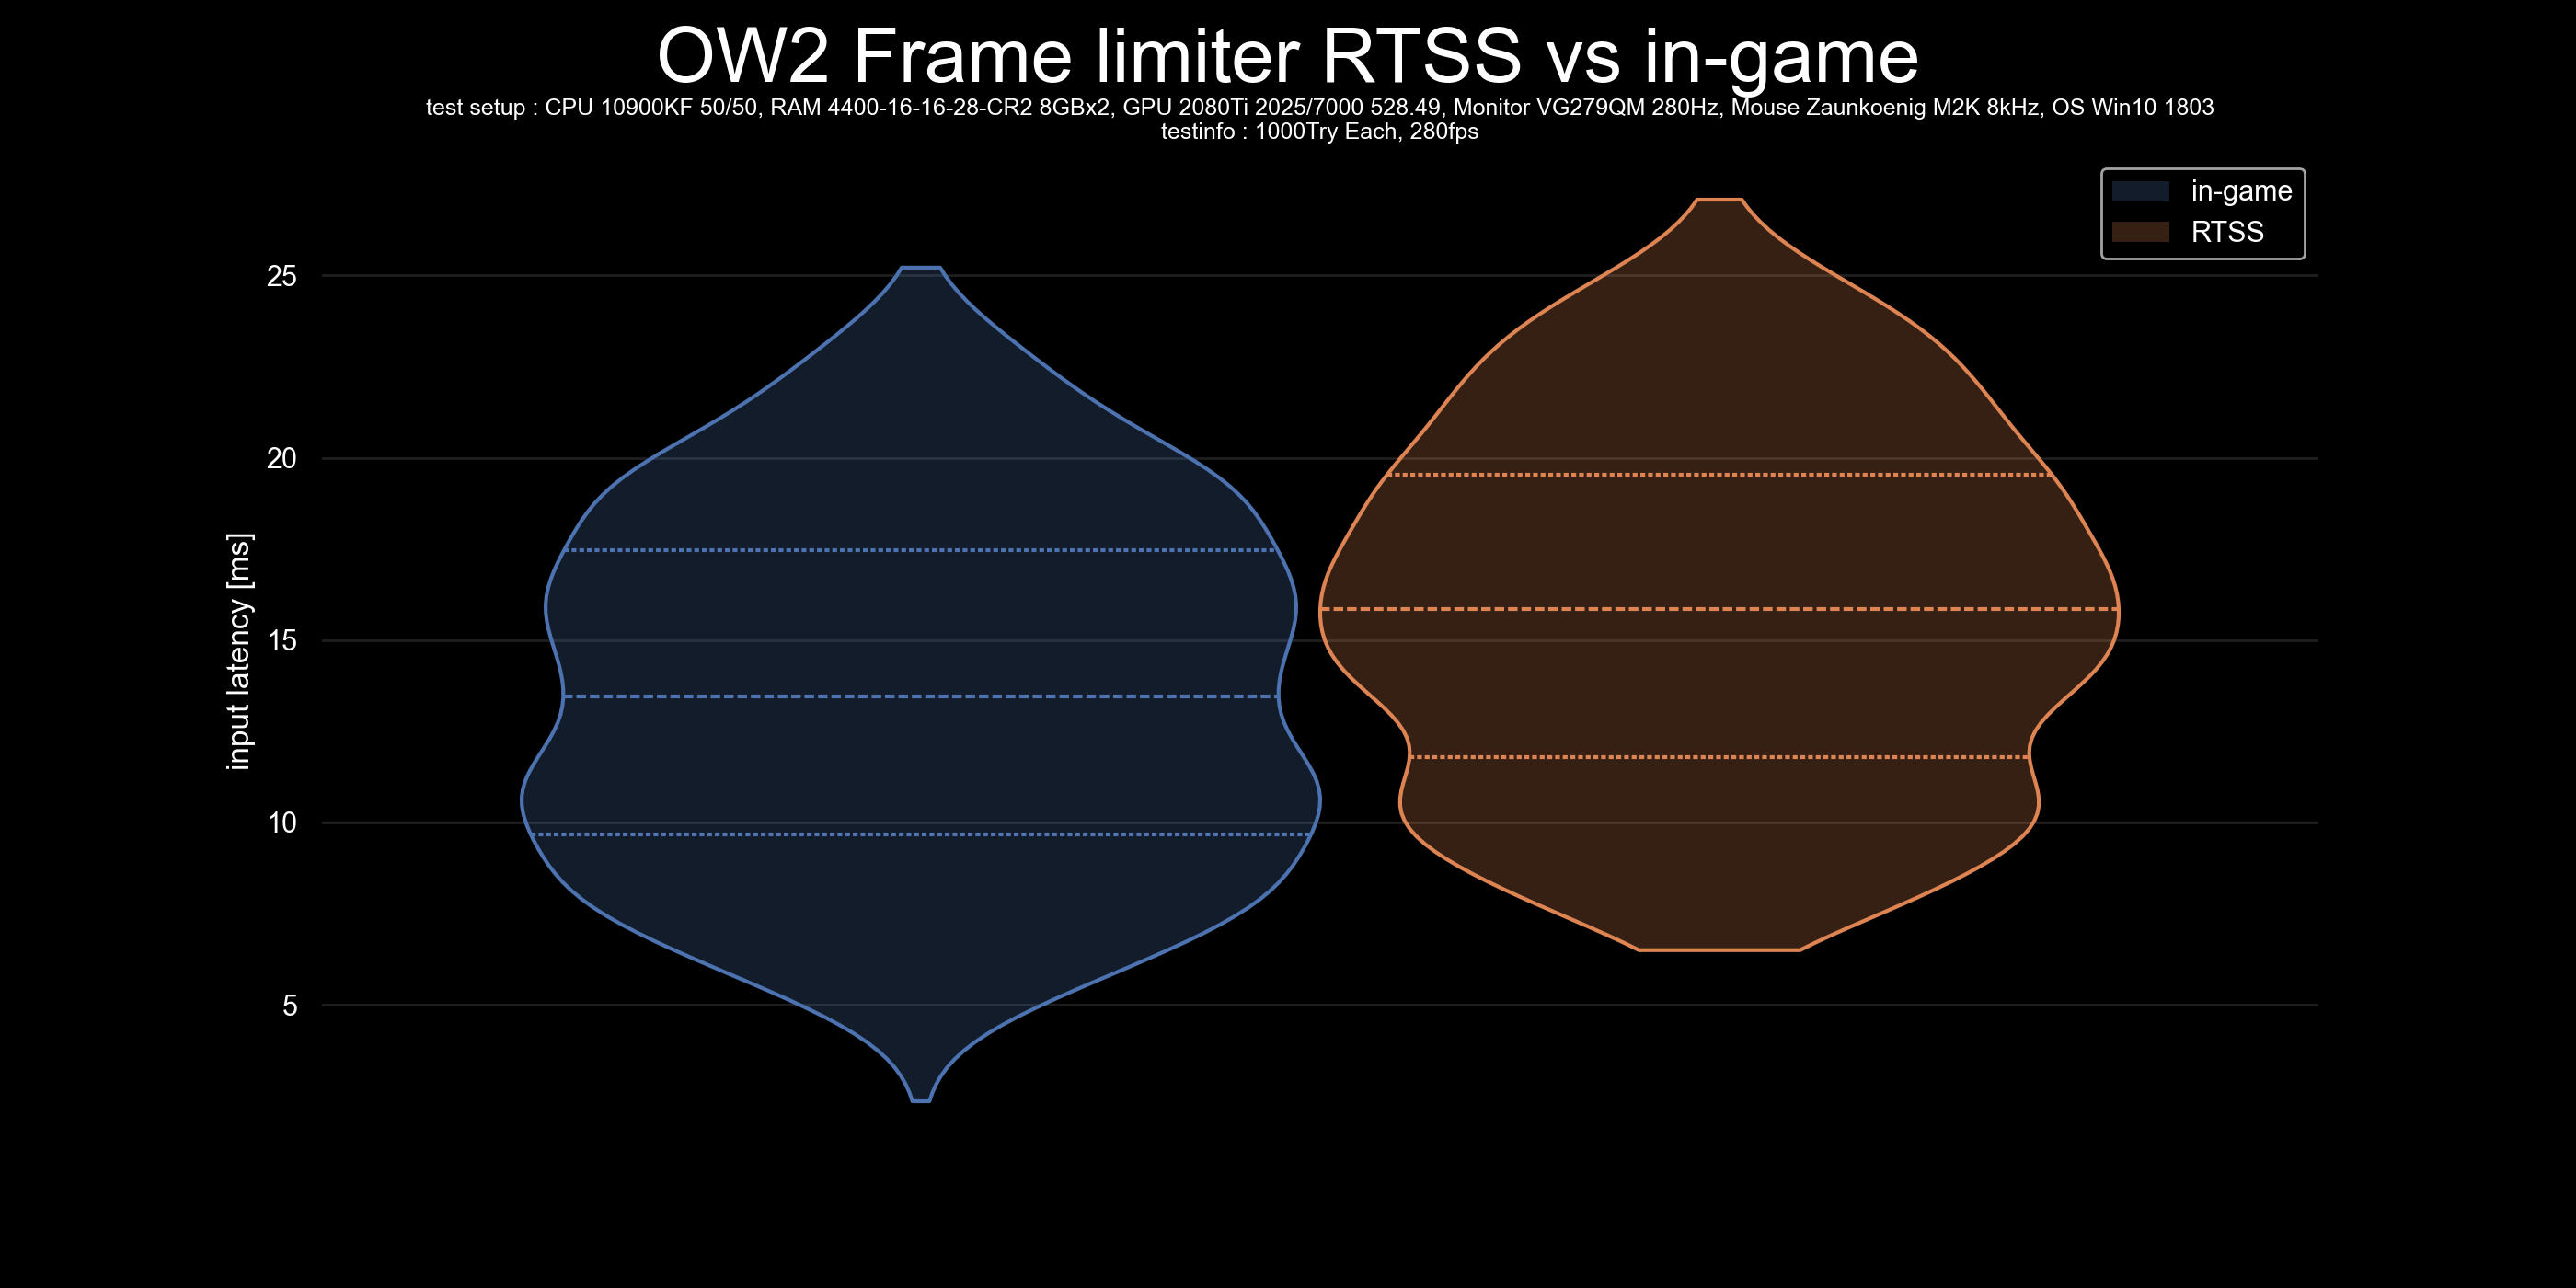 OW2 Frame limiter RTSS vs in-game
test setup : CPU 10900KF 50/50, RAM 4400-16-16-28-CR2 8GBx2, GPU 2080Ti 2025/7000 528.49, Monitor VG279QM 280Hz, Mouse Zaunkoenig M2K 8kHz, OS Win10 1803
testinfo : 1000Try Each, 280fps
in-game
RTSS
25
20
15
10
5
input latency [ms]